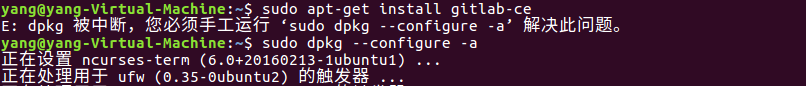 yang@yang-Virtual-Machine:~$ sudo apt-get install gitlab-ce
E: dpkg 被中断，您必须手工运行 ‘sudo dpkg --configure -a’ 解决此问题。
yang@yang-Virtual-Machine:~$ sudo dpkg --configure -a
正在设置 ncurses-term (6.0+20160213-1ubuntu1) ...
正在处理用于 ufw (0.35-0ubuntu2) 的触发器 ...